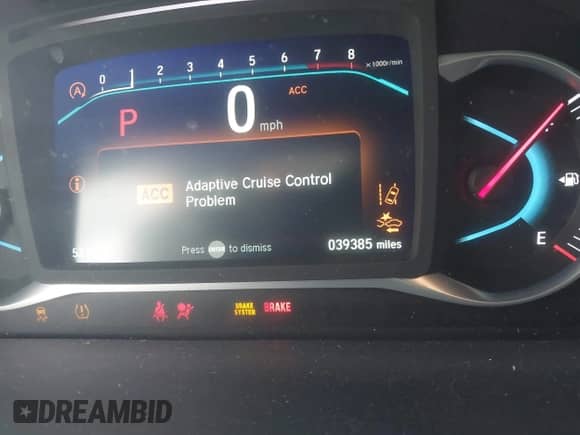 0 1 2 3 4 5 6 7 8 ×1000r/min
A
ACC
P 0 mph
ACC Adaptive Cruise Control
Problem
Press ENTER to dismiss
039385 miles
E
BRAKE
SYSTEM
BRAKE
DREAMBID